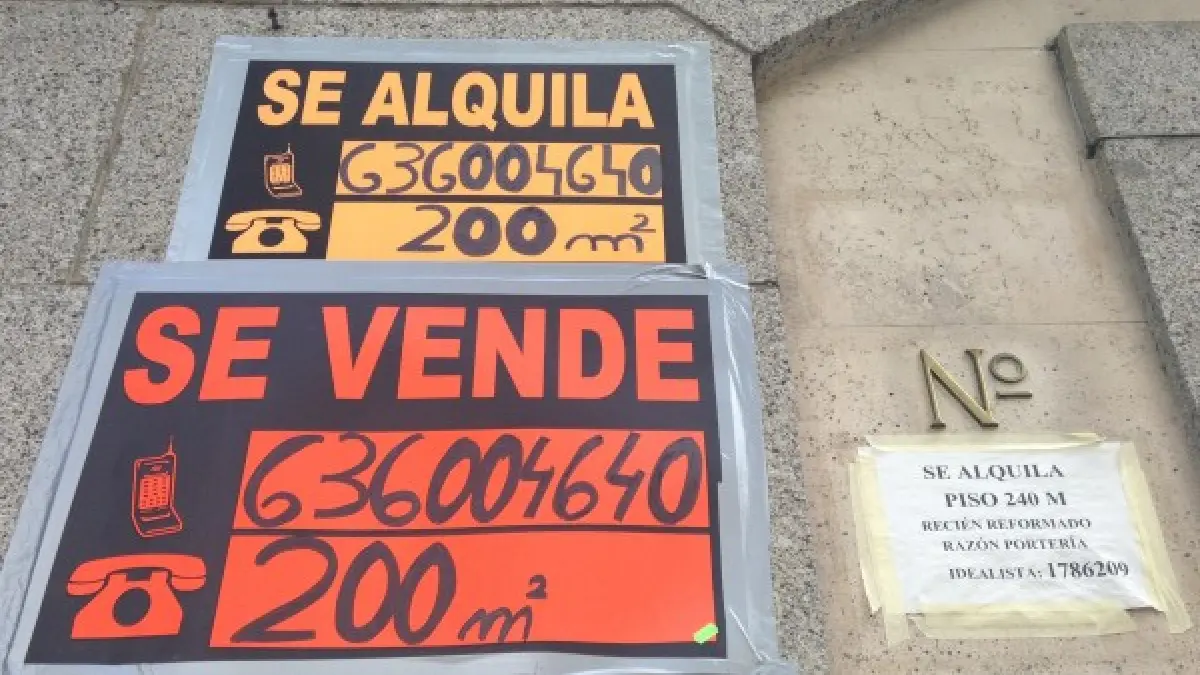 SE ALQUILA
636004640
200 m²
SE VENDE
636004640
200 m²
Nº
SE ALQUILA
PISO 240 M
RECIÉN REFORMADO
RAZÓN PORTERÍA
IDEALISTA: 1786209